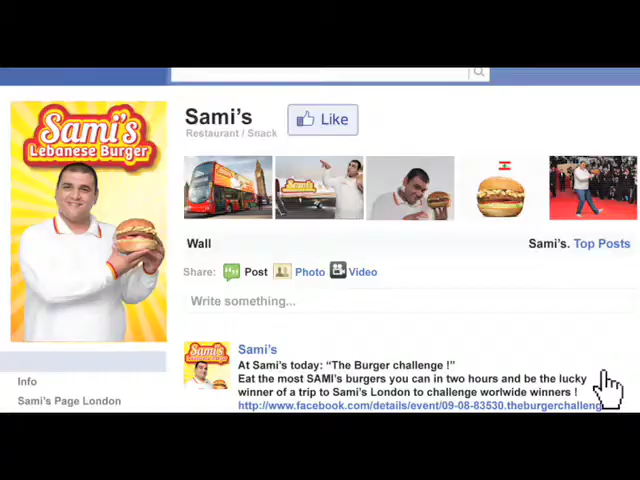 Sami's
Lebanese Burger
Sami's
Restaurant / Snack
Like
Wall
Sami's. Top Posts
Share: Post Photo Video
Write something...
Sami's
At Sami's today: “The Burger challenge !”
Eat the most SAMI's burgers you can in two hours and be the lucky
winner of a trip to Sami's London to challenge worlwide winners !
http://www.facebook.com/details/event/09-08-83530.theburgerchalleng
Info
Sami's Page London